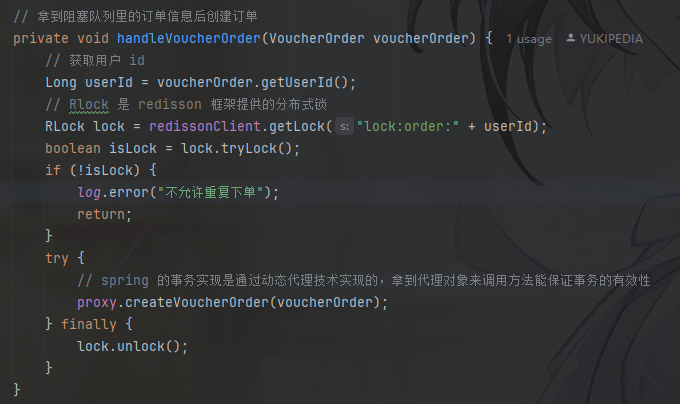 // 拿到阻塞队列里的订单信息后创建订单
private void handleVoucherOrder(VoucherOrder voucherOrder) { 1 usage YUKIPEDIA
// 获取用户 id
Long userId = voucherOrder.getUserId();
// Rlock 是 redisson 框架提供的分布式锁
RLock lock = redissonClient.getLock( s: "lock:order:" + userId);
boolean isLock = lock.tryLock();
if (!isLock) {
log.error("不允许重复下单");
return;
}
try {
// spring 的事务实现是通过动态代理技术实现的，拿到代理对象来调用方法能保证事务的有效性
proxy.createVoucherOrder(voucherOrder);
} finally {
lock.unlock();
}
}